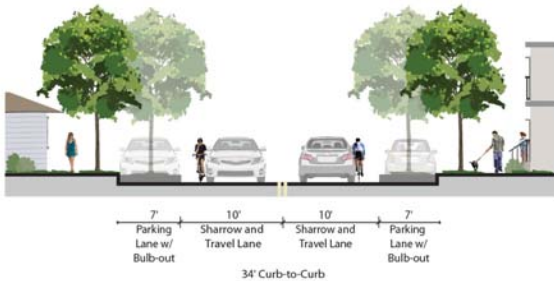 7'
Parking
Lane w/
Bulb-out
10'
Sharrow and
Travel Lane
10'
Sharrow and
Travel Lane
7'
Parking
Lane w/
Bulb-out
34' Curb-to-Curb